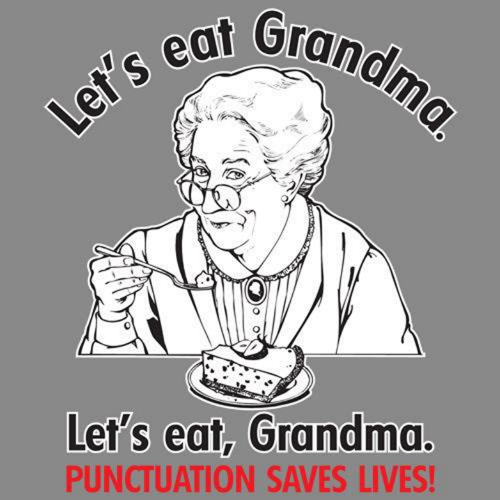 Let's eat Grandma.
Let's eat, Grandma.
PUNCTUATION SAVES LIVES!